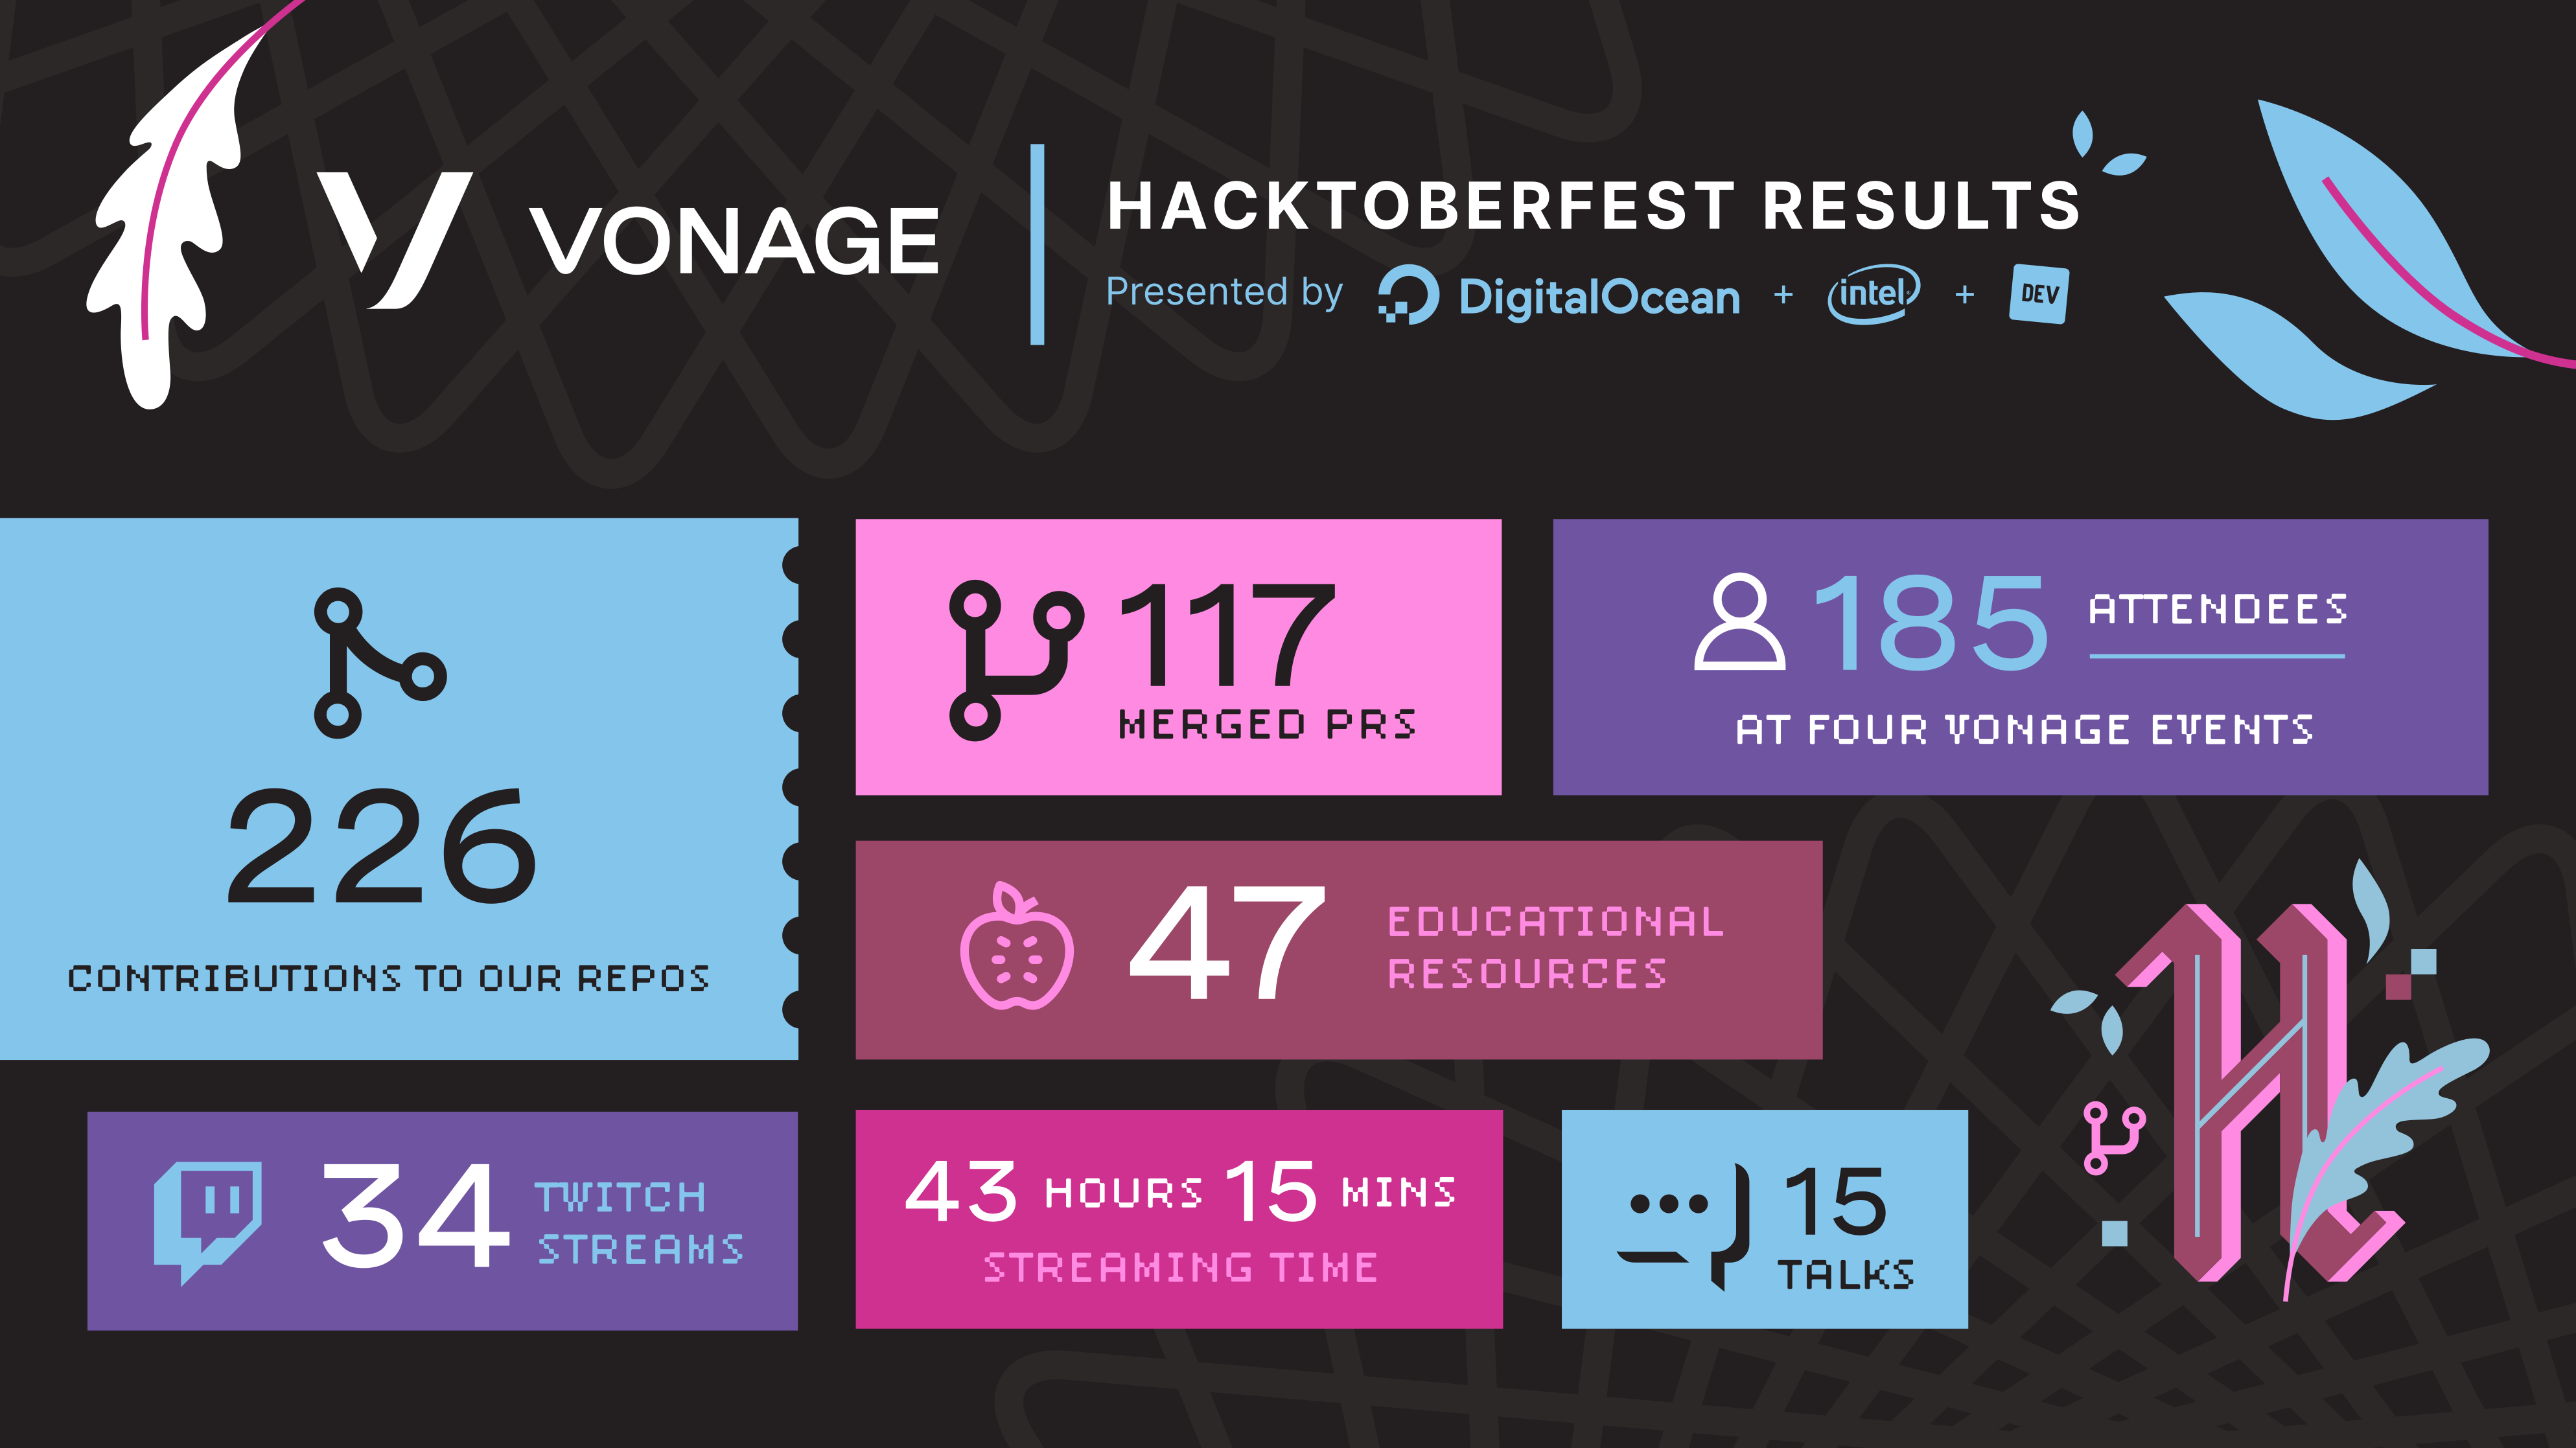 VONAGE
HACKTOBERFEST RESULTS
Presented by DigitalOcean + intel + DEV
226
CONTRIBUTIONS TO OUR REPOS
117
MERGED PRS
185 ATTENDEES
AT FOUR VONAGE EVENTS
47
EDUCATIONAL
RESOURCES
34
TWITCH
STREAMS
43 HOURS 15 MINS
STREAMING TIME
15
TALKS
H